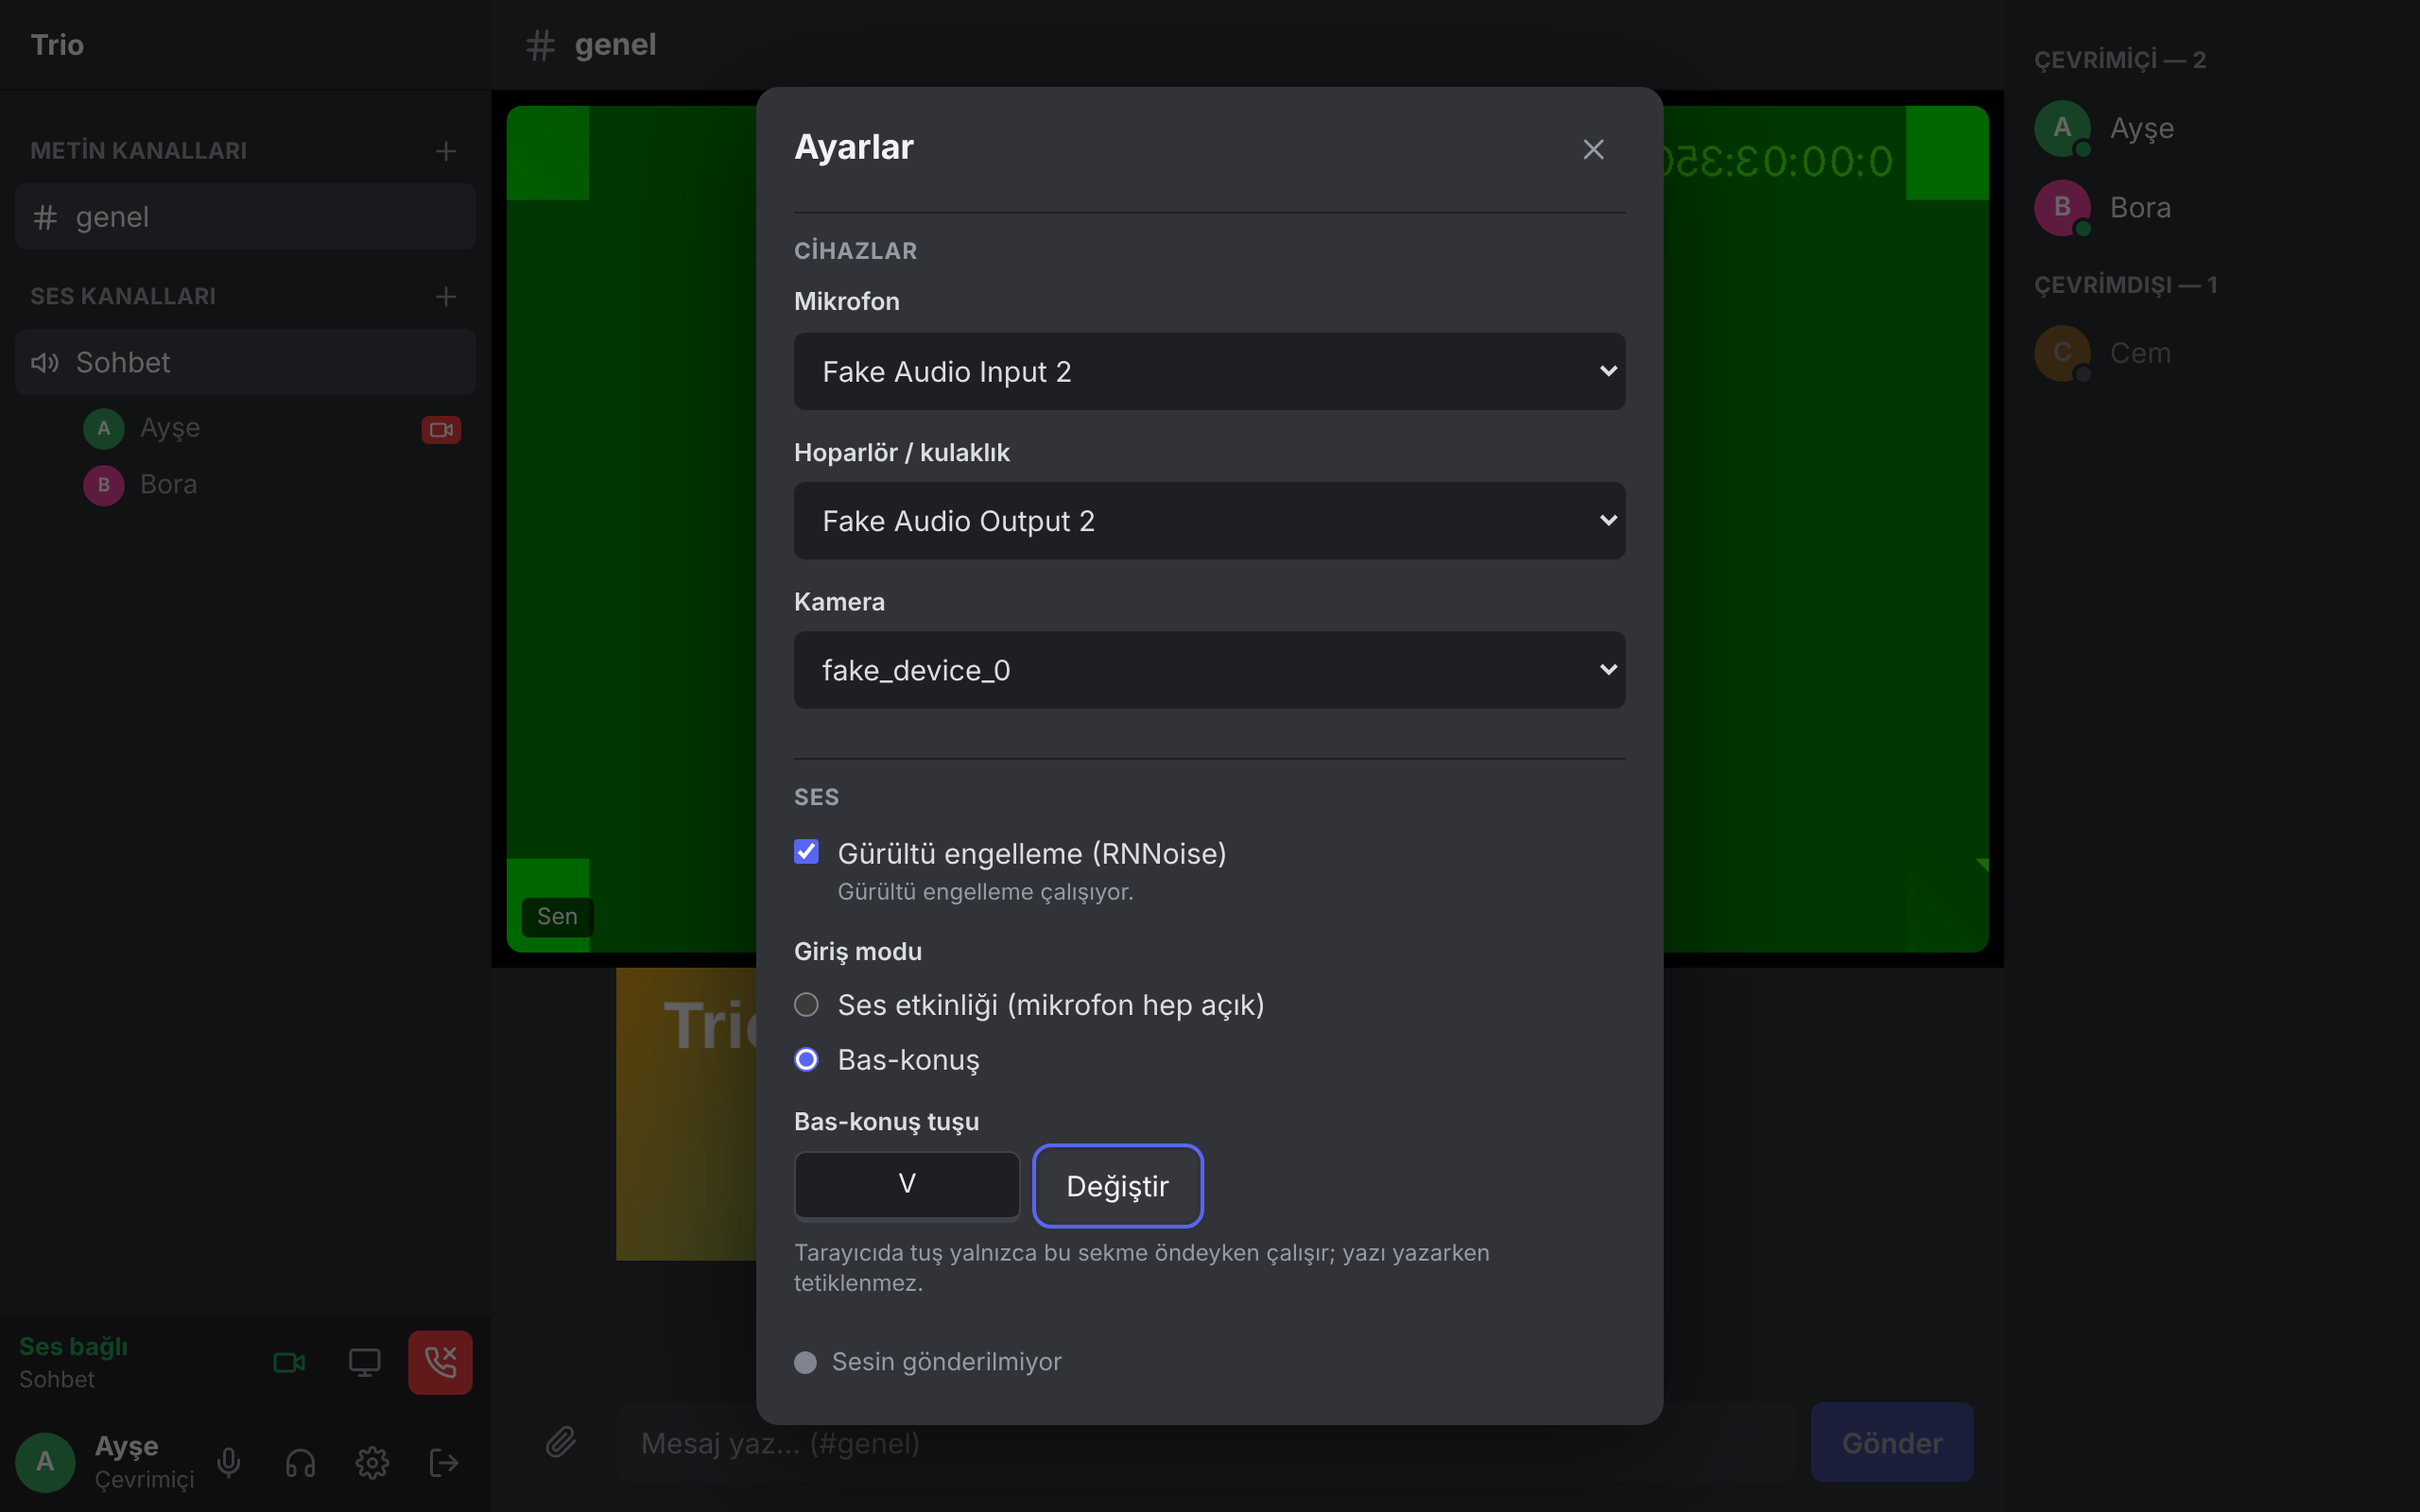 Trio
METİN KANALLARI
genel
SES KANALLARI
Sohbet
A Ayşe
B Bora
Ses bağlı
Sohbet
A
Ayşe
Çevrimiçi
# genel
Sen
Mesaj yaz... (#genel)
Gönder
Ayarlar
CİHAZLAR
Mikrofon
Fake Audio Input 2
Hoparlör / kulaklık
Fake Audio Output 2
Kamera
fake_device_0
SES
Gürültü engelleme (RNNoise)
Gürültü engelleme çalışıyor.
Giriş modu
Ses etkinliği (mikrofon hep açık)
Bas-konuş
Bas-konuş tuşu
V
Değiştir
Tarayıcıda tuş yalnızca bu sekme öndeyken çalışır; yazı yazarken
tetiklenmez.
Sesin gönderilmiyor
ÇEVRİMİÇİ — 2
A Ayşe
B Bora
ÇEVRİMDIŞI — 1
C Cem